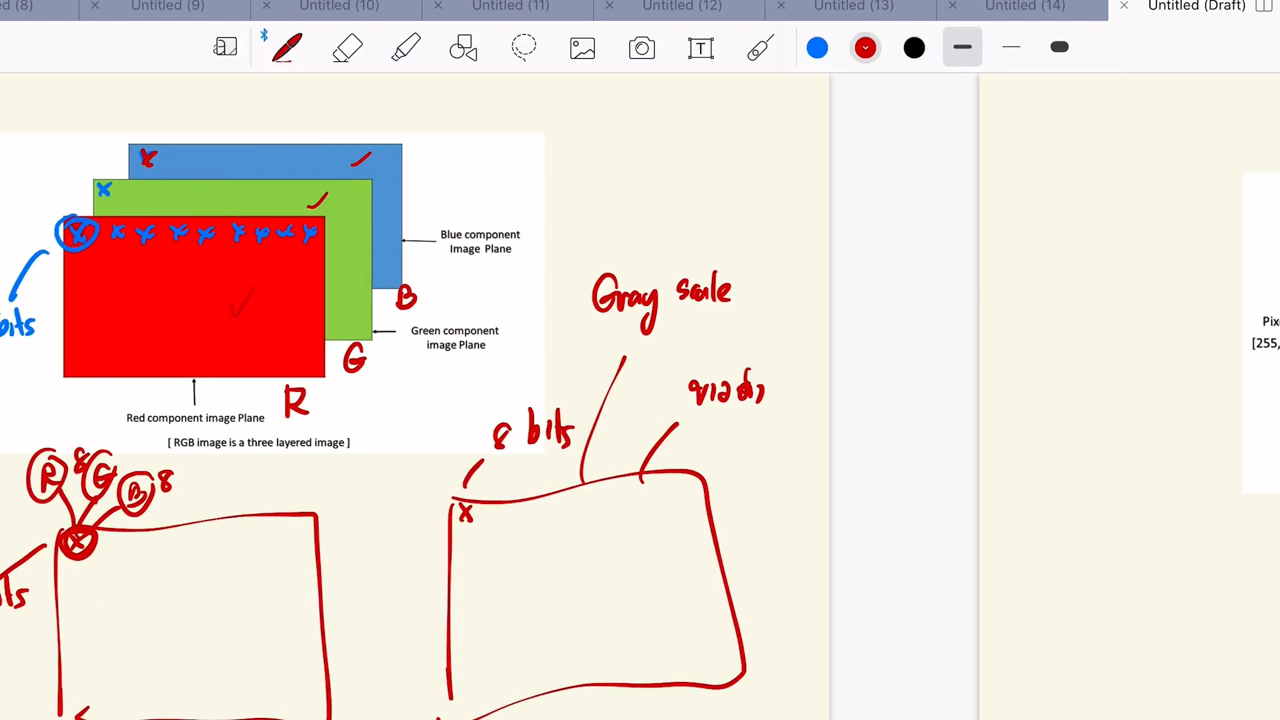 d (8)
Untitled (9)
Untitled (10)
Untitled (11)
Untitled (12)
Untitled (13)
Untitled (14)
Untitled (Draft)
T
x
x
x x x x x x x x x
Blue component
Image Plane
B
bits
Green component
image Plane
G
R
Red component image Plane
[ RGB image is a three layered image ]
Gray scale
8 bits
R 8 G B 8
x
x
Pix
[255,